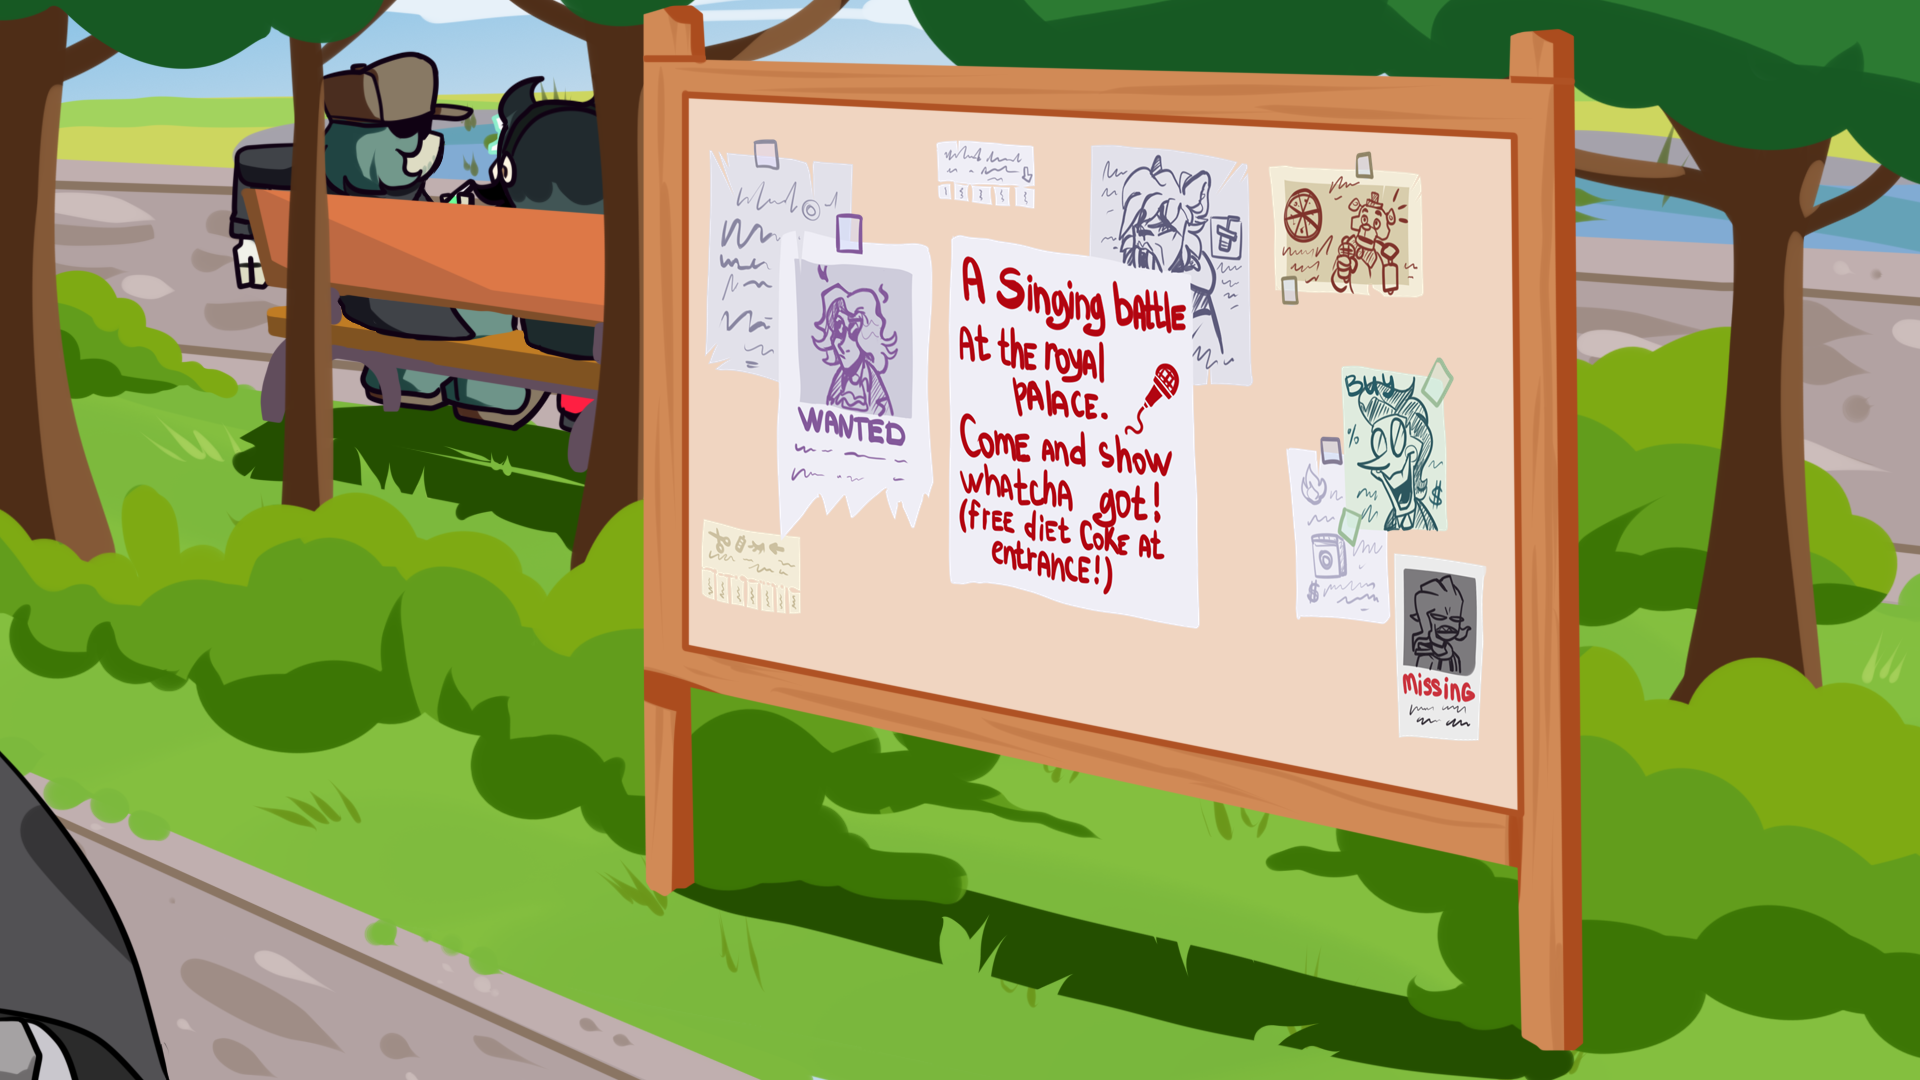 WANTED
A Singing battle
At the royal
palace.
Come and show
whatcha got!
(free diet Coke at
entrance!)
Buy
%
$
$
Missing